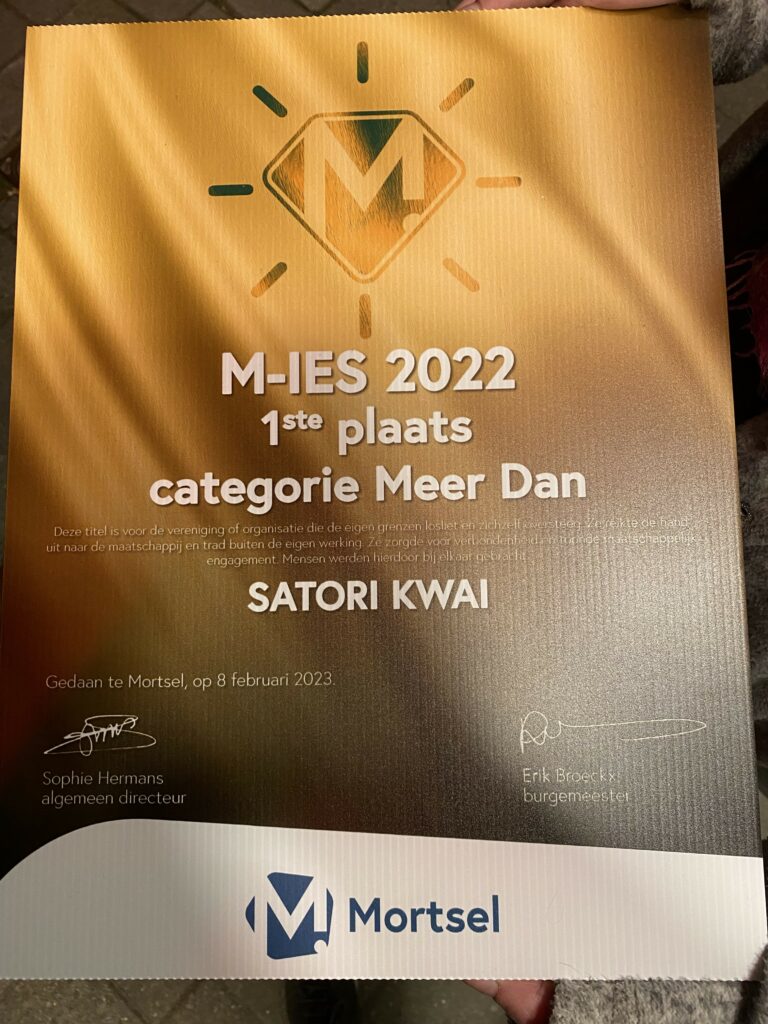 M.
M-IES 2022
1ste plaats
categorie Meer Dan
Deze titel is voor de vereniging of organisatie die de eigen grenzen losliet en zichzelf oversteeg. Ze reikte de hand
uit naar de maatschappij en trad buiten de eigen werking. Ze zorgde voor verbondenheid en toonde maatschappelijk
engagement. Mensen werden hierdoor bij elkaar gebracht.
SATORI KWAI
Gedaan te Mortsel, op 8 februari 2023.
Sophie Hermans
algemeen directeur
Erik Broeckx
burgemeester
M. Mortsel